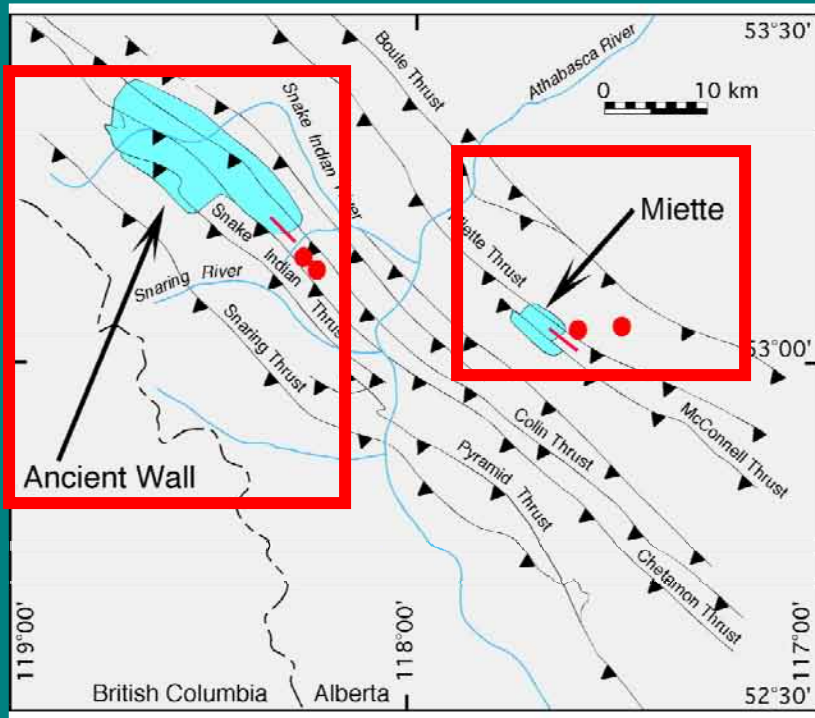 53°30'
Boule Thrust
Athabasca River
0 10 km
Snake Indian River
Miette
Miette Thrust
Snake Indian Thrust
Snaring River
Snaring Thrust
53°00'
McConnell Thrust
Colin Thrust
Pyramid Thrust
Ancient Wall
Chetamon Thrust
119°00'
118°00'
117°00'
British Columbia Alberta
52°30'